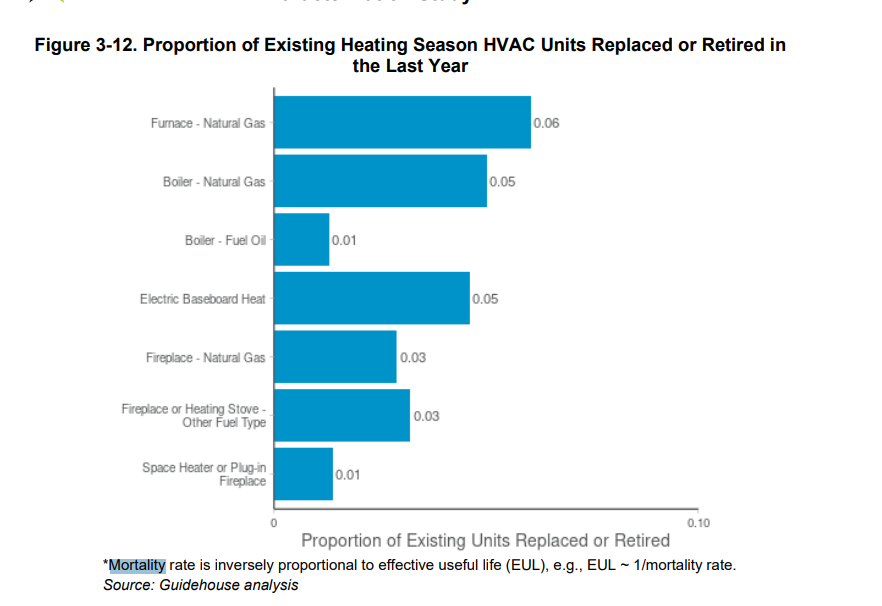 Figure 3-12. Proportion of Existing Heating Season HVAC Units Replaced or Retired in
the Last Year
Furnace - Natural Gas
0.06
Boiler - Natural Gas
0.05
Boiler - Fuel Oil
0.01
Electric Baseboard Heat
0.05
Fireplace - Natural Gas
0.03
Fireplace or Heating Stove -
Other Fuel Type
0.03
Space Heater or Plug-in
Fireplace
0.01
0
0.10
Proportion of Existing Units Replaced or Retired
*Mortality rate is inversely proportional to effective useful life (EUL), e.g., EUL ~ 1/mortality rate.
Source: Guidehouse analysis